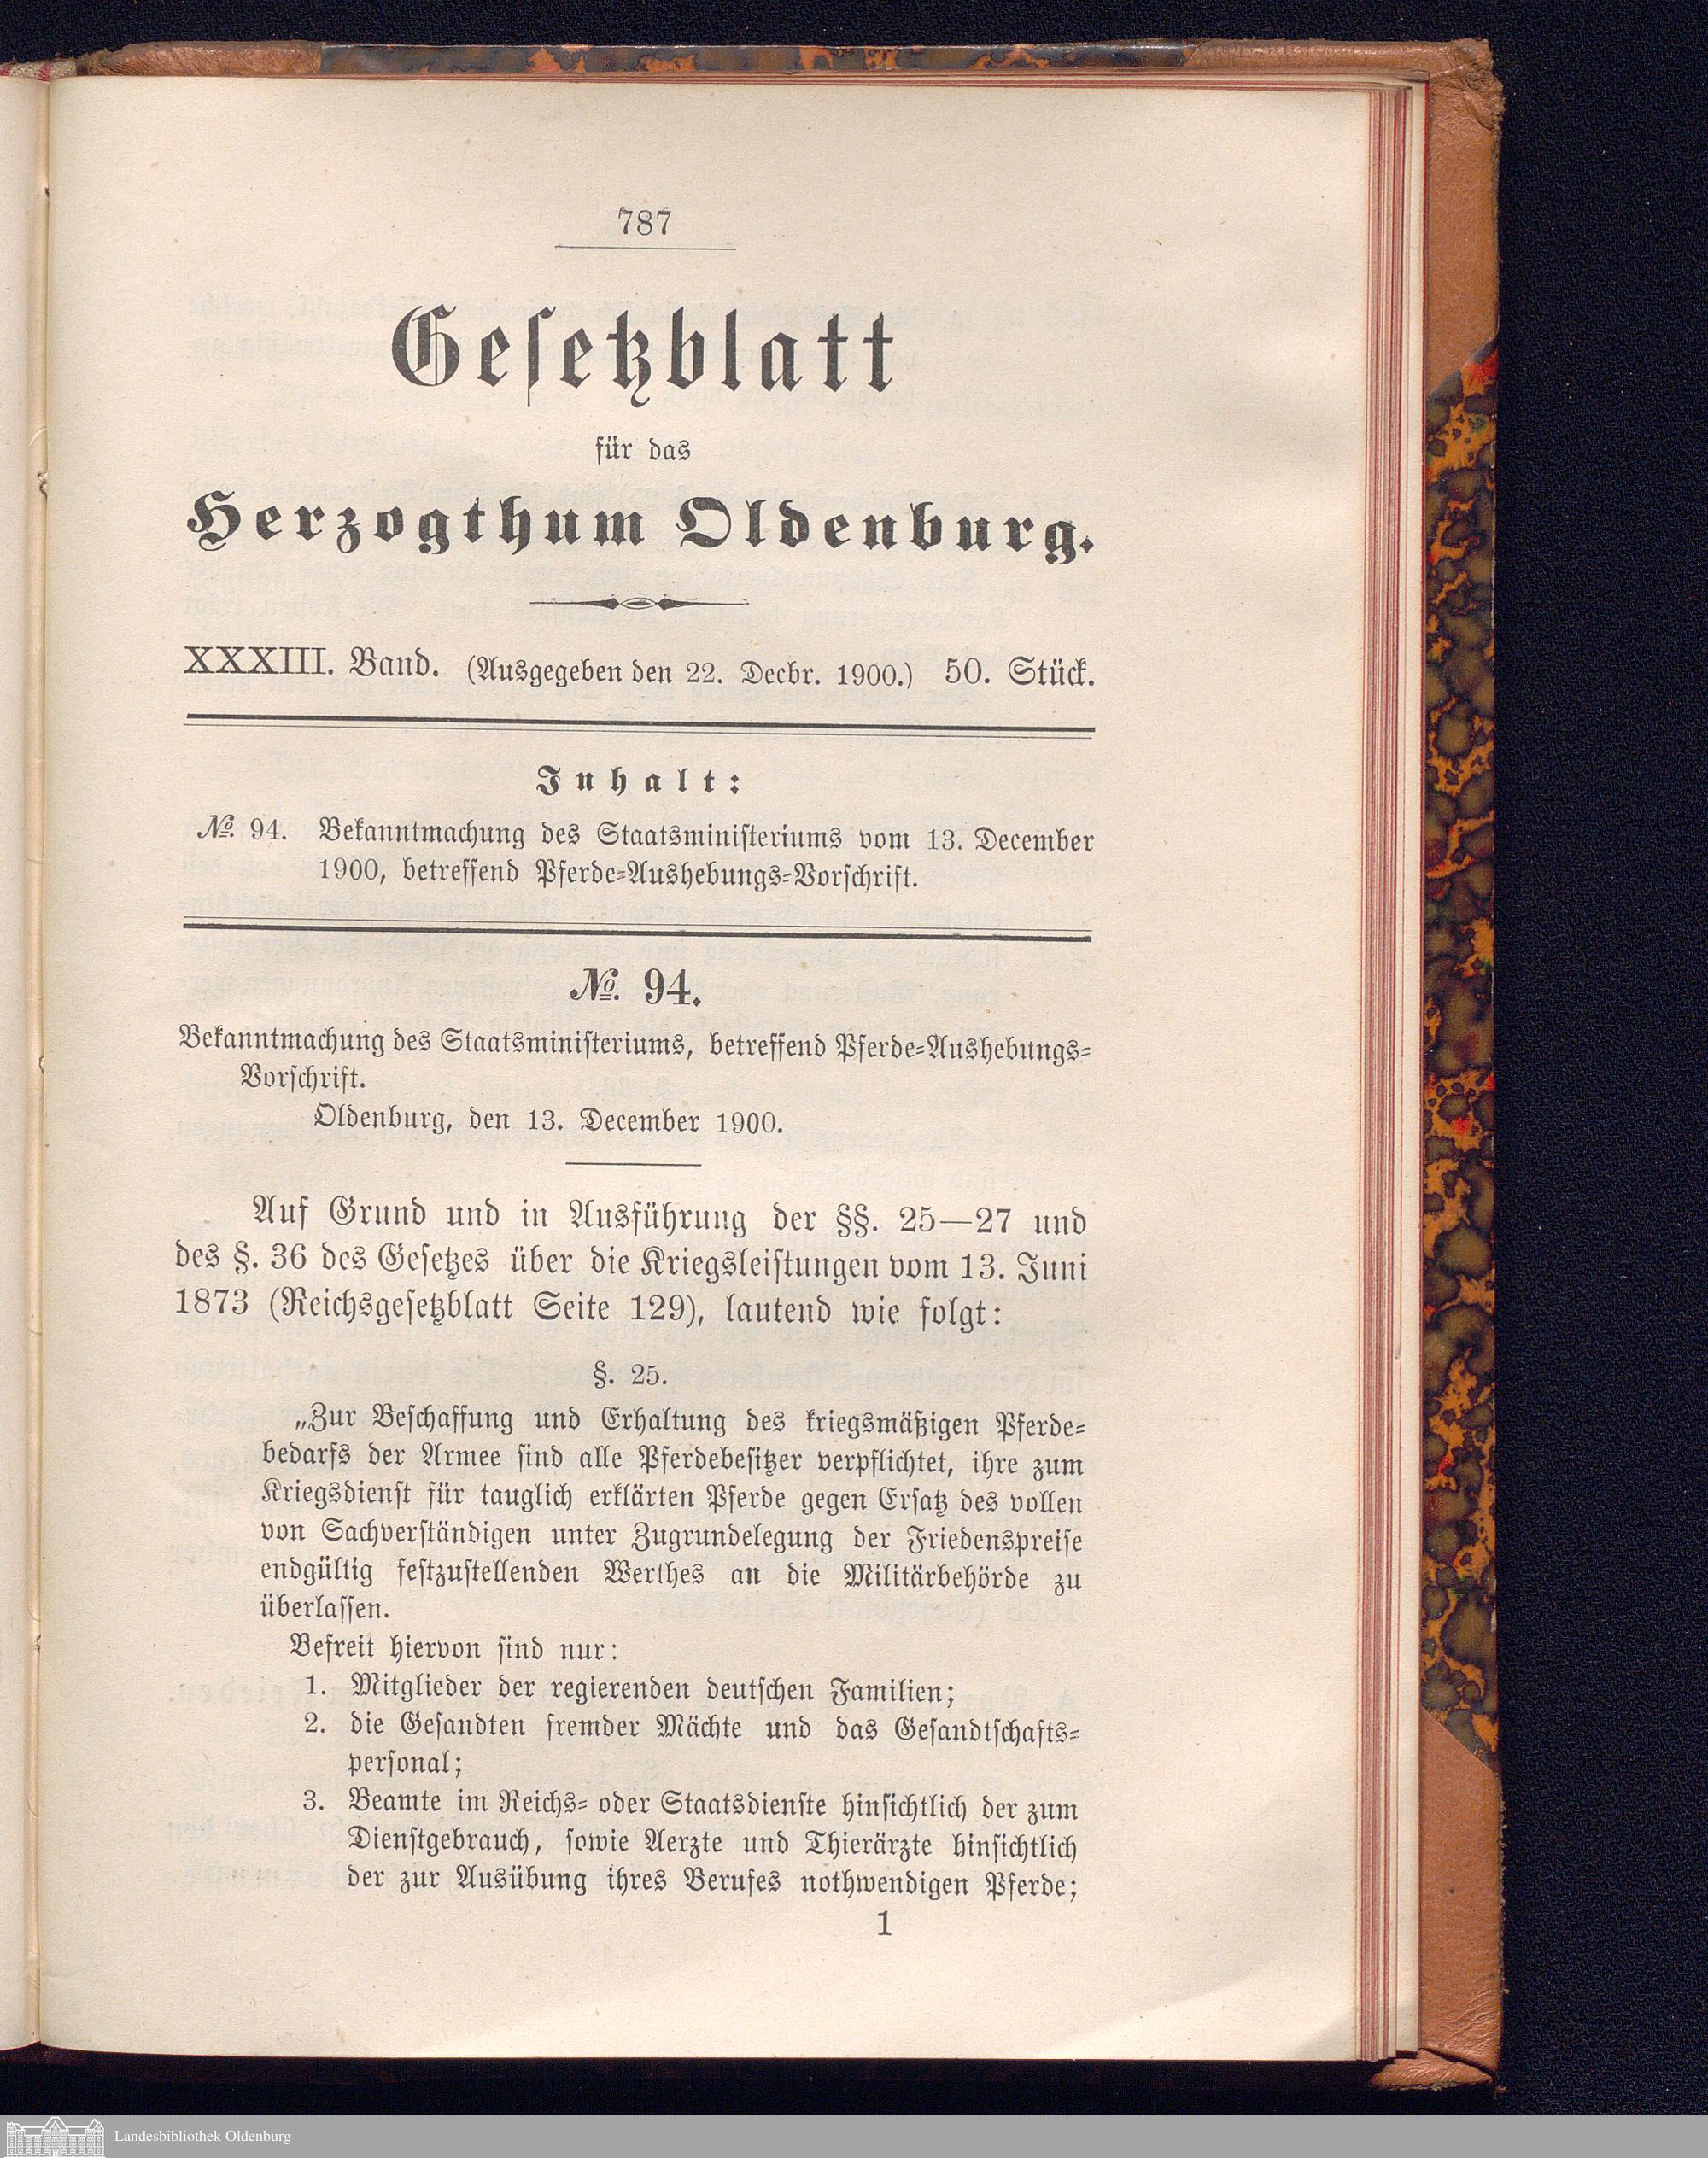 787
Gesetzblatt
für das
Herzogthum Oldenburg.
XXXIII. Band. (Ausgegeben den 22. Decbr. 1900.) 50. Stück.
Inhalt:
№. 94. Bekanntmachung des Staatsministeriums vom 13. December
1900, betreffend Pferde-Aushebungs-Vorschrift.
№. 94.
Bekanntmachung des Staatsministeriums, betreffend Pferde-Aushebungs-
Vorschrift.
Oldenburg, den 13. December 1900.
Auf Grund und in Ausführung der §§. 25—27 und
des §. 36 des Gesetzes über die Kriegsleistungen vom 13. Juni
1873 (Reichsgesetzblatt Seite 129), lautend wie folgt:
§. 25.
„Zur Beschaffung und Erhaltung des kriegsmäßigen Pferde-
bedarfs der Armee sind alle Pferdebesitzer verpflichtet, ihre zum
Kriegsdienst für tauglich erklärten Pferde gegen Ersatz des vollen
von Sachverständigen unter Zugrundelegung der Friedenspreise
endgültig festzustellenden Werthes an die Militärbehörde zu
überlassen.
Befreit hiervon sind nur:
1. Mitglieder der regierenden deutschen Familien;
2. die Gesandten fremder Mächte und das Gesandtschafts-
personal;
3. Beamte im Reichs- oder Staatsdienste hinsichtlich der zum
Dienstgebrauch, sowie Aerzte und Thierärzte hinsichtlich
der zur Ausübung ihres Berufes nothwendigen Pferde;
1
Landesbibliothek Oldenburg